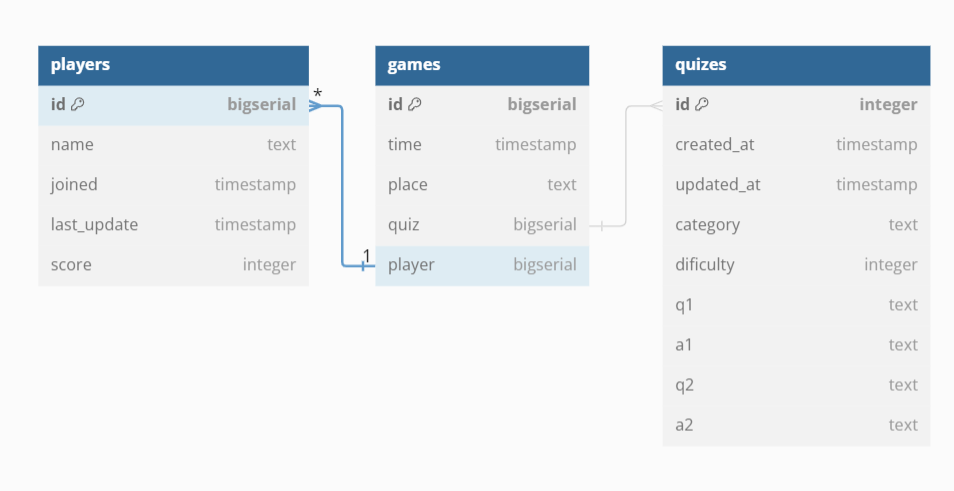 players
id bigserial
name text
joined timestamp
last_update timestamp
score integer
*
1
games
id bigserial
time timestamp
place text
quiz bigserial
player bigserial
quizes
id integer
created_at timestamp
updated_at timestamp
category text
dificulty integer
q1 text
a1 text
q2 text
a2 text